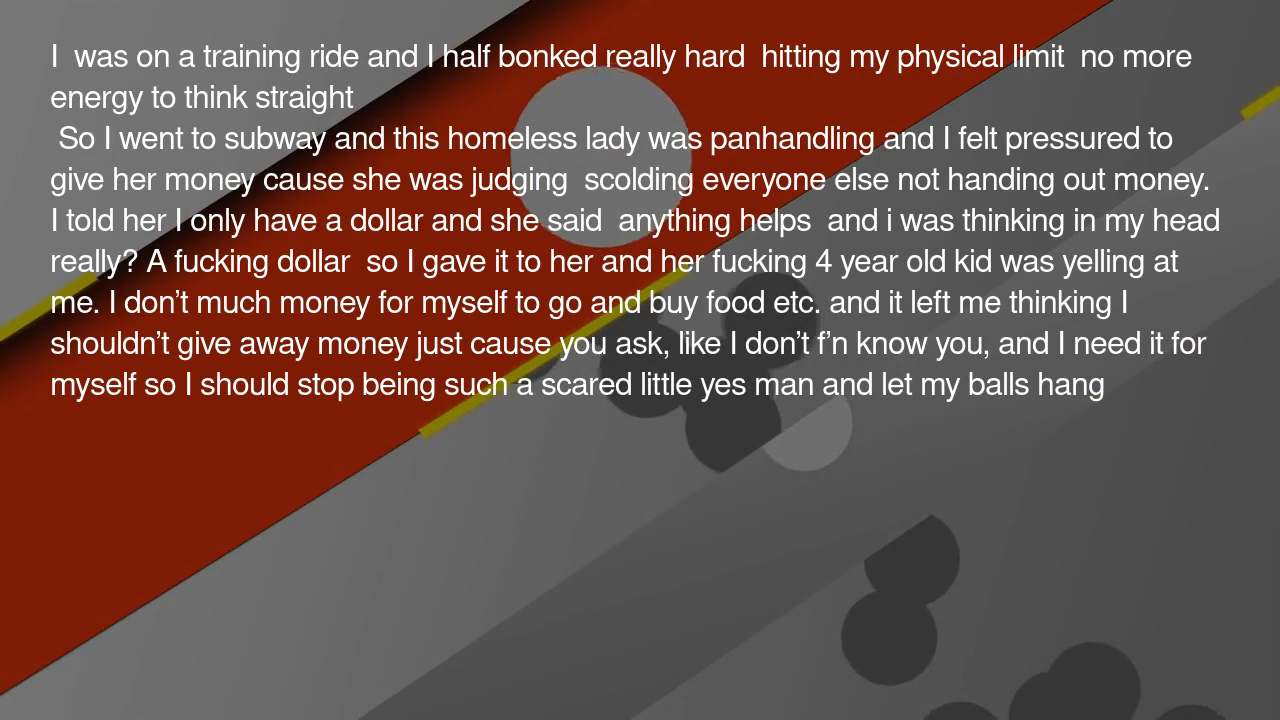 I  was on a training ride and I half bonked really hard  hitting my physical limit  no more
energy to think straight
So I went to subway and this homeless lady was panhandling and I felt pressured to
give her money cause she was judging  scolding everyone else not handing out money.
I told her I only have a dollar and she said  anything helps  and i was thinking in my head
really? A fucking dollar  so I gave it to her and her fucking 4 year old kid was yelling at
me. I don’t much money for myself to go and buy food etc. and it left me thinking I
shouldn’t give away money just cause you ask, like I don’t f’n know you, and I need it for
myself so I should stop being such a scared little yes man and let my balls hang